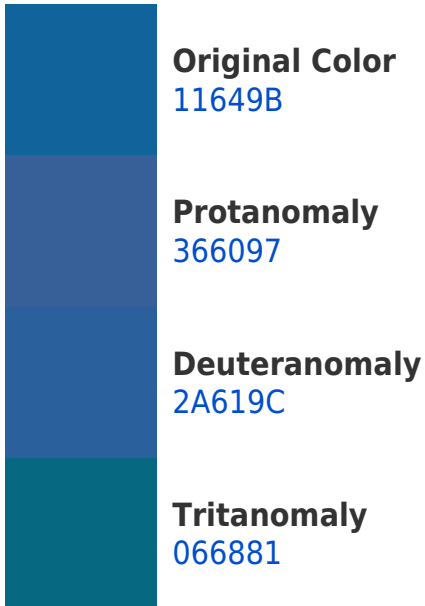 Original Color
11649B
Protanomaly
366097
Deuteranomaly
2A619C
Tritanomaly
066881